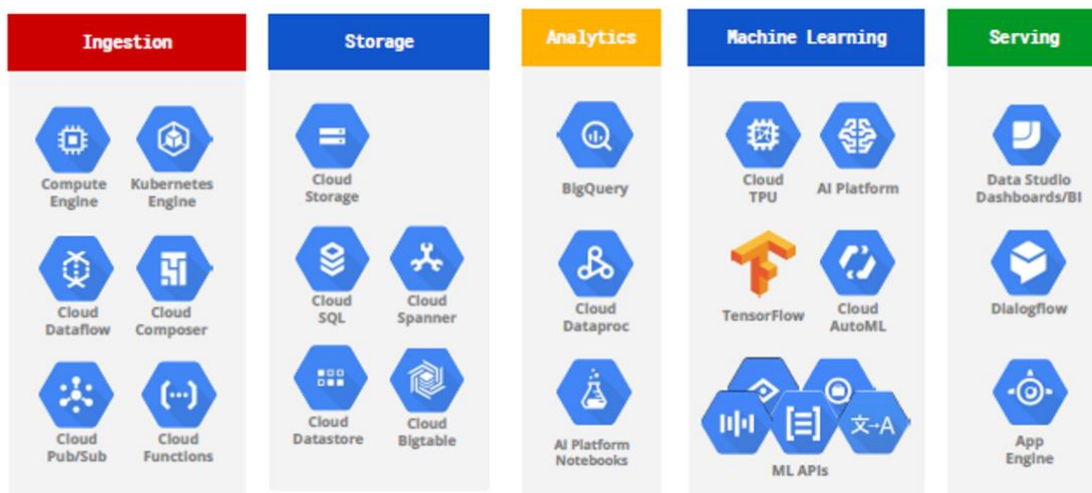 Ingestion
Storage
Analytics
Machine Learning
Serving
Compute
Engine
Kubernetes
Engine
Cloud
Dataflow
Cloud
Composer
Cloud
Pub/Sub
Cloud
Functions
Cloud
Storage
Cloud
SQL
Cloud
Spanner
Cloud
Datastore
Cloud
Bigtable
BigQuery
Cloud
Dataproc
AI Platform
Notebooks
Cloud
TPU
AI Platform
TensorFlow
Cloud
AutoML
文→A
ML APIs
Data Studio
Dashboards/BI
Dialogflow
App
Engine